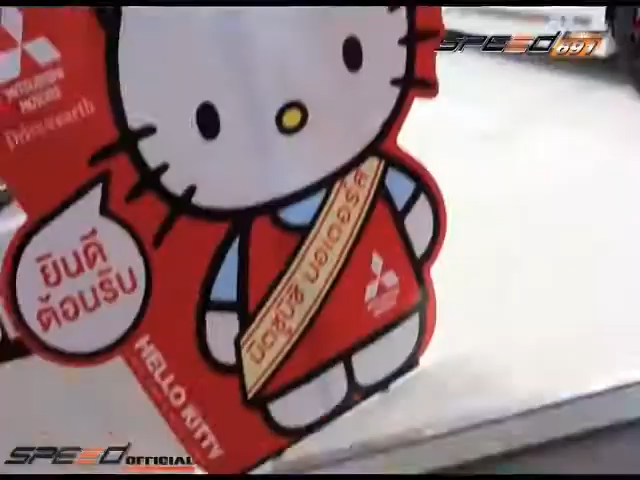 SPEED 691
MITSUBISHI
MOTORS
Drive@earth
ยินดี
ต้อนรับ
มิตซูบิชิ มอเตอร์ส
HELLO KITTY
SPEED OFFICIAL